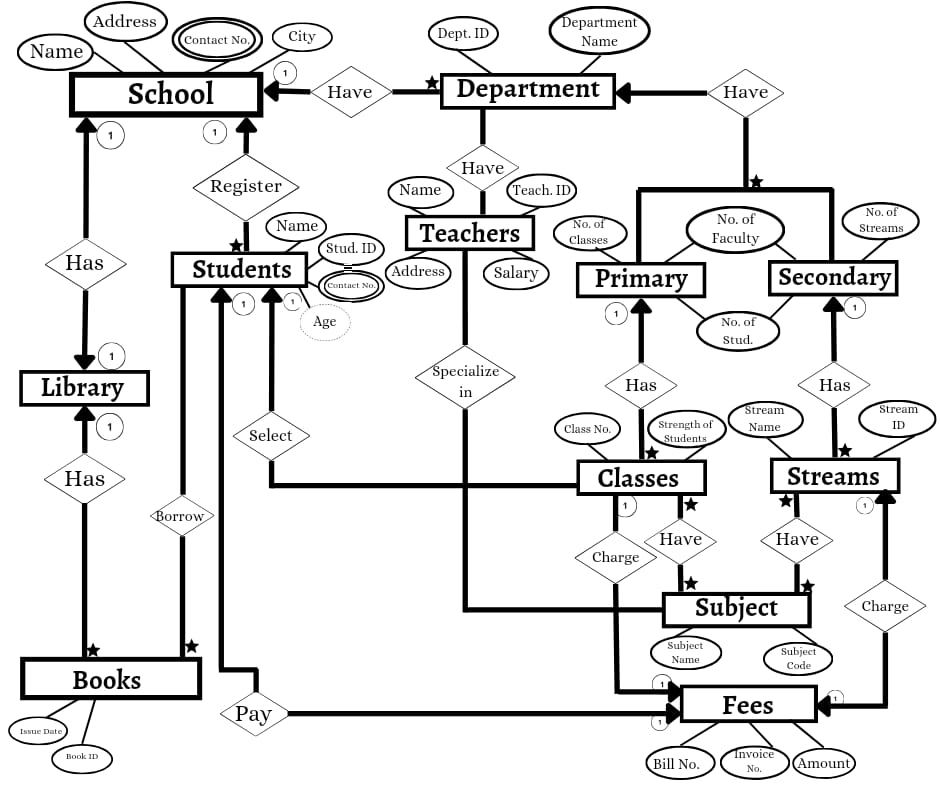 Name
Address
Contact No.
City
School
1
Have
Dept. ID
Department
Name
Department
Have
1
1
Register
Have
Name
Teach. ID
Teachers
Address
Salary
No. of
Classes
No. of
Faculty
No. of
Streams
Primary
Secondary
No. of
Stud.
1
1
Has
Name
Stud. ID
Contact No.
Students
Age
1
1
1
Library
1
Has
Select
Specialize
in
Has
Has
Class No.
Strength of
Students
Stream
Name
Stream
ID
Classes
Streams
1
1
Borrow
Charge
Have
Have
Charge
Subject
Subject
Name
Subject
Code
Books
Issue Date
Book ID
Pay
1
1
1
Fees
Bill No.
Invoice
No.
Amount